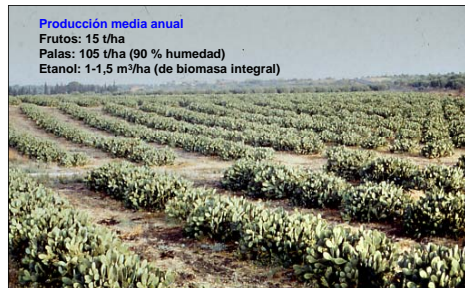 Producción media anual
Frutos: 15 t/ha
Palas: 105 t/ha (90 % humedad)
Etanol: 1-1,5 m³/ha (de biomasa integral)